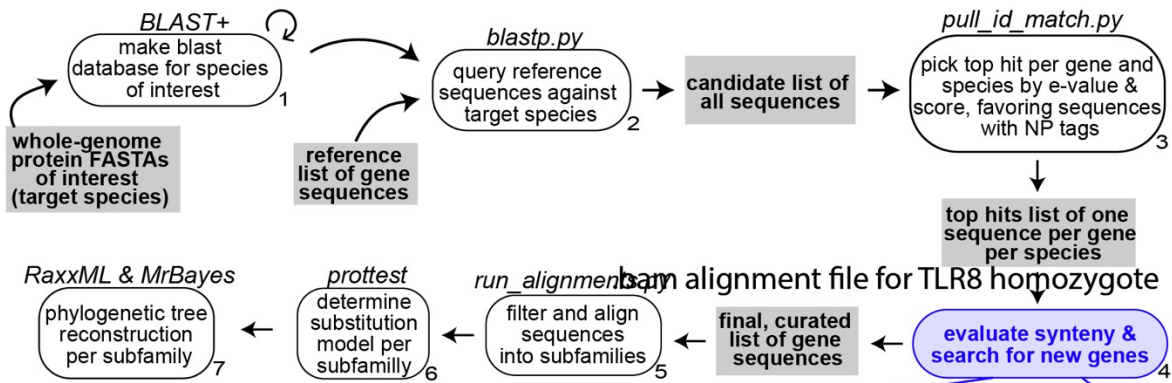 BLAST+
make blast
database for species
of interest
1
whole-genome
protein FASTAs
of interest
(target species)
reference
list of gene
sequences
blastp.py
query reference
sequences against
target species
2
candidate list of
all sequences
pull_id_match.py
pick top hit per gene and
species by e-value &
score, favoring sequences
with NP tags
3
top hits list of one
sequence per gene
per species
bam alignment file for TLR8 homozygote
evaluate synteny &
search for new genes
4
final, curated
list of gene
sequences
run_alignments.py
filter and align
sequences
into subfamilies
5
prottest
determine
substitution
model per
subfamilly
6
RaxxML & MrBayes
phylogenetic tree
reconstruction
per subfamily
7